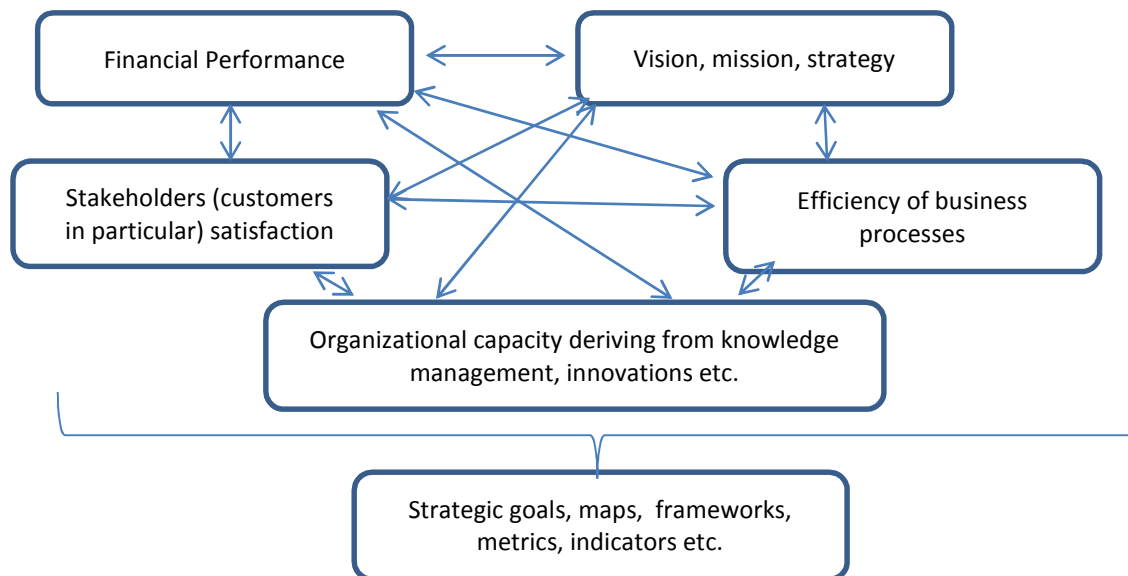 Financial Performance
Vision, mission, strategy
Stakeholders (customers
in particular) satisfaction
Efficiency of business
processes
Organizational capacity deriving from knowledge
management, innovations etc.
Strategic goals, maps,  frameworks,
metrics, indicators etc.